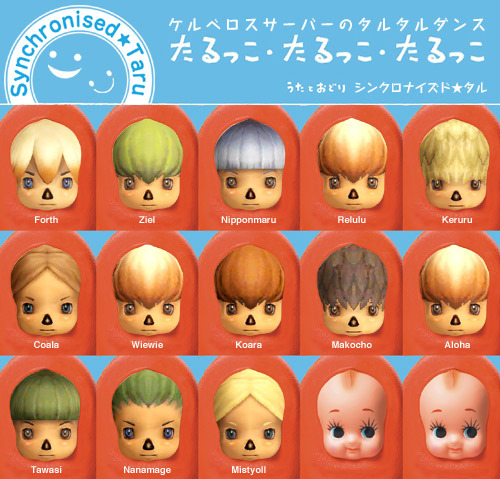 Synchronised★Taru
ケルベロスサーバーのタルタルダンス
たるっこ・たるっこ・たるっこ
うたとおどり シンクロナイズド★タル
Forth Ziel Nipponmaru Relulu Keruru
Coala Wiewie Koara Makocho Aloha
Tawasi Nanamage Mistyoll